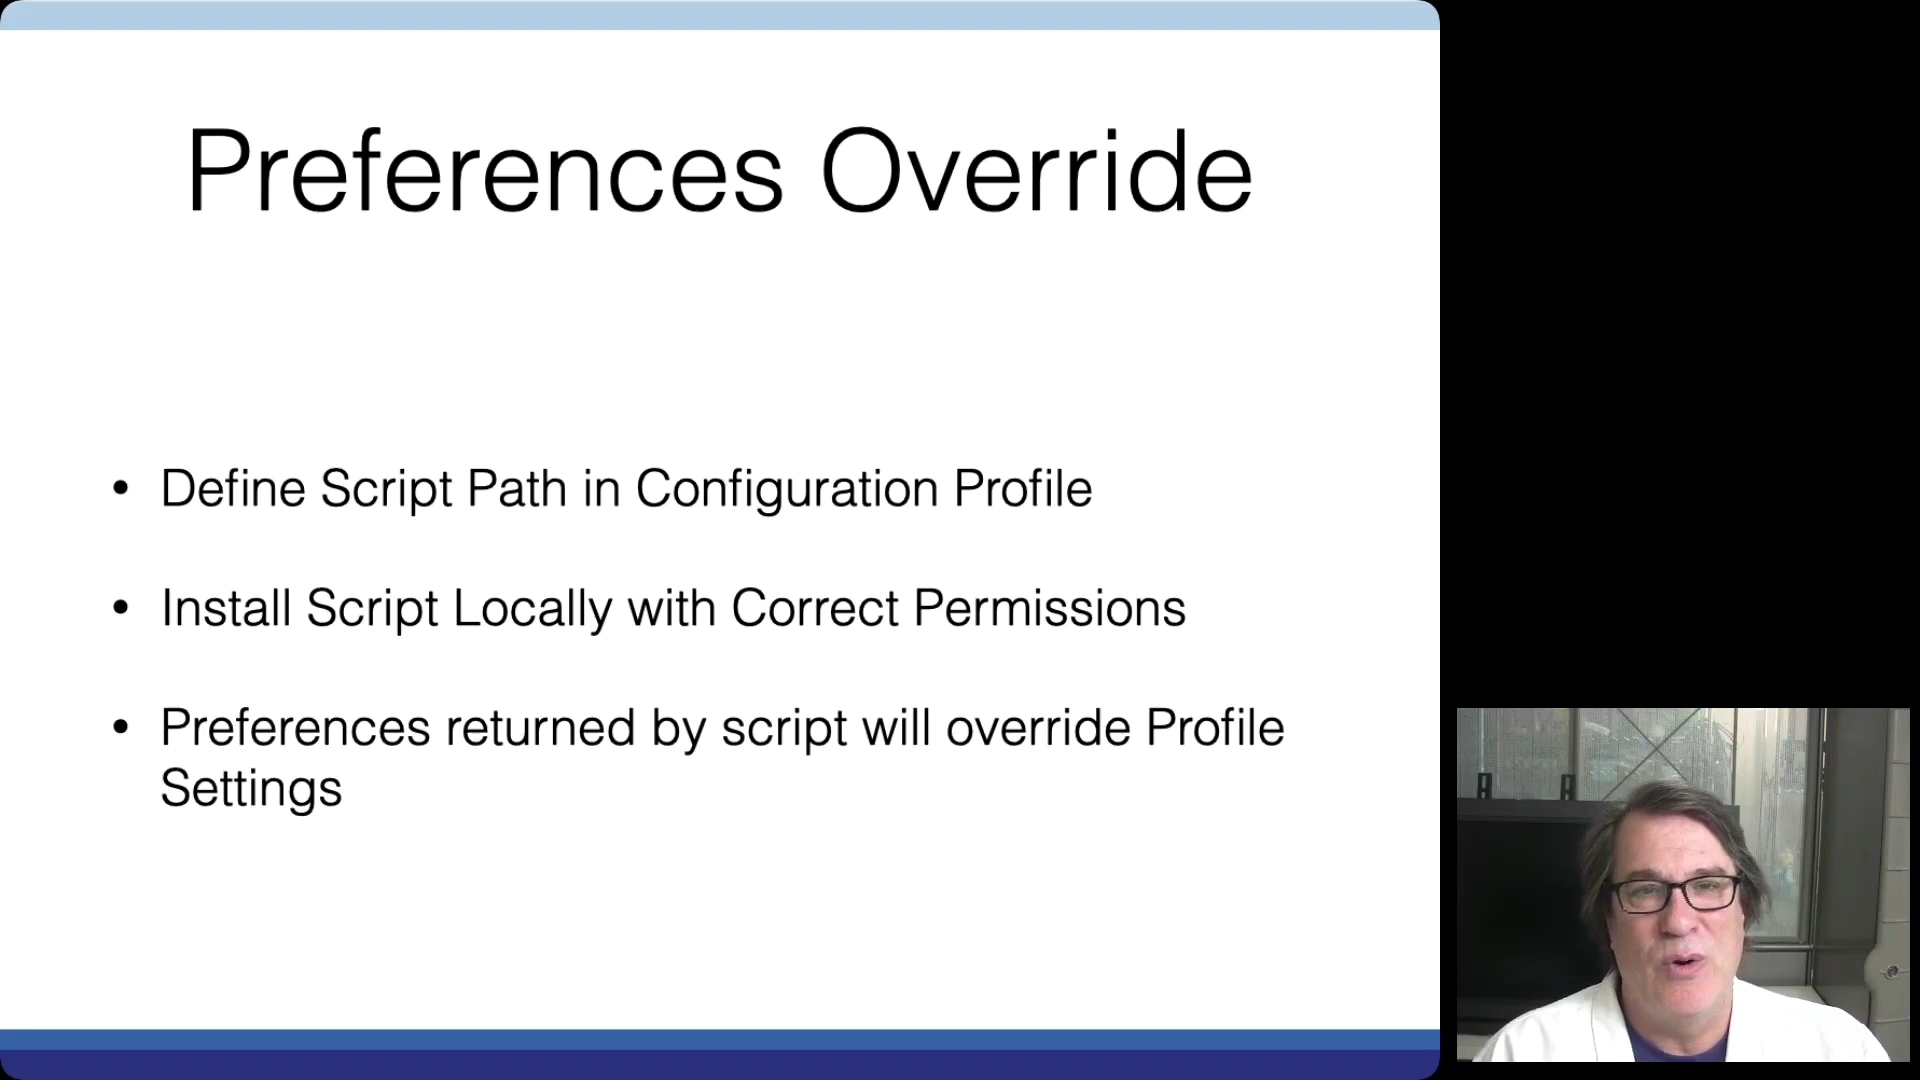 Preferences Override
• Define Script Path in Configuration Profile
• Install Script Locally with Correct Permissions
• Preferences returned by script will override Profile
Settings